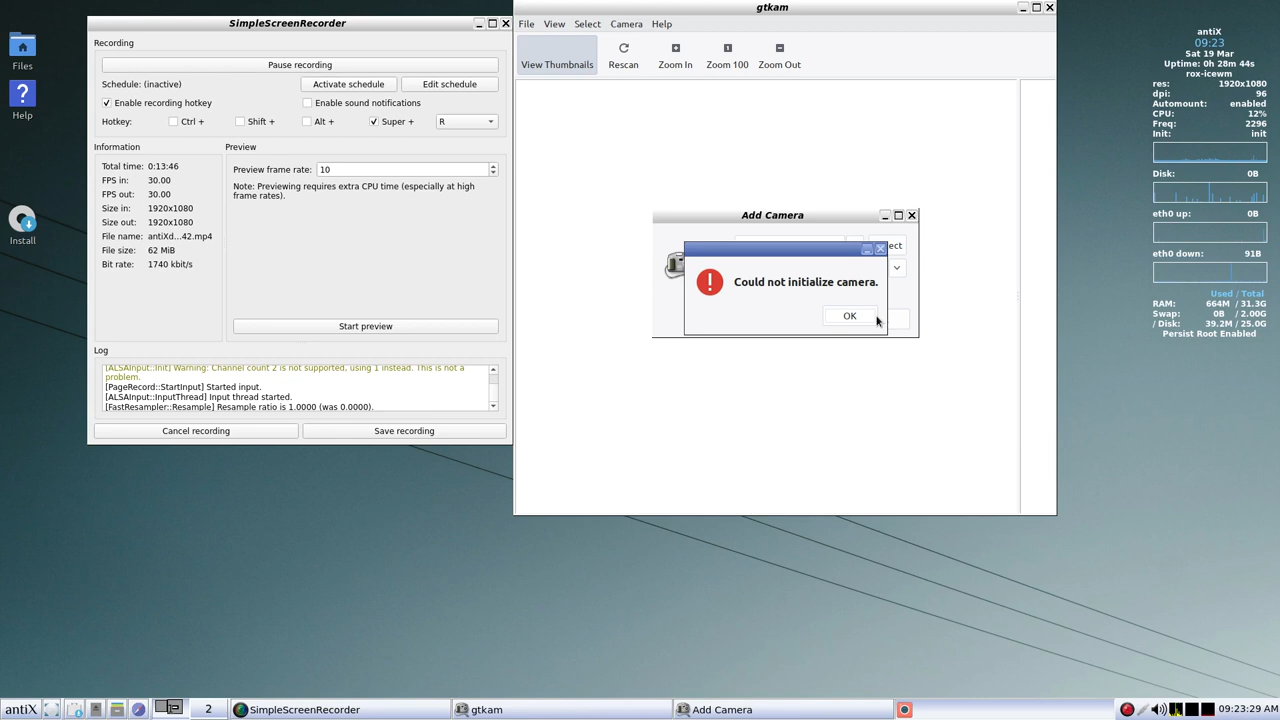 Files
Help
Install
SimpleScreenRecorder
Recording
Pause recording
Schedule: (inactive)
Activate schedule
Edit schedule
Enable recording hotkey
Enable sound notifications
Hotkey:
Ctrl +
Shift +
Alt +
Super +
R
Information
Total time: 0:13:46
FPS in: 30.00
FPS out: 30.00
Size in: 1920x1080
Size out: 1920x1080
File name: antiXd...42.mp4
File size: 62 MiB
Bit rate: 1740 kbit/s
Preview
Preview frame rate: 10
Note: Previewing requires extra CPU time (especially at high
frame rates).
Start preview
Log
[ALSAInput::Init] Warning: Channel count 2 is not supported, using 1 instead. This is not a
problem.
[PageRecord::StartInput] Started input.
[ALSAInput::InputThread] Input thread started.
[FastResampler::Resample] Resample ratio is 1.0000 (was 0.0000).
Cancel recording
Save recording
gtkam
File View Select Camera Help
View Thumbnails
Rescan
Zoom In
Zoom 100
Zoom Out
Add Camera
ect
Could not initialize camera.
OK
antiX
09:23
Sat 19 Mar
Uptime: 0h 28m 44s
rox-icewm
res: 1920x1080
dpi: 96
Automount: enabled
CPU: 12%
Freq: 2296
Init: init
Disk: 0B
eth0 up: 0B
eth0 down: 91B
Used / Total
RAM: 664M / 31.3G
Swap: 0B / 2.00G
/ Disk: 39.2M / 25.0G
Persist Root Enabled
antiX
2
SimpleScreenRecorder
gtkam
Add Camera
09:23:29 AM